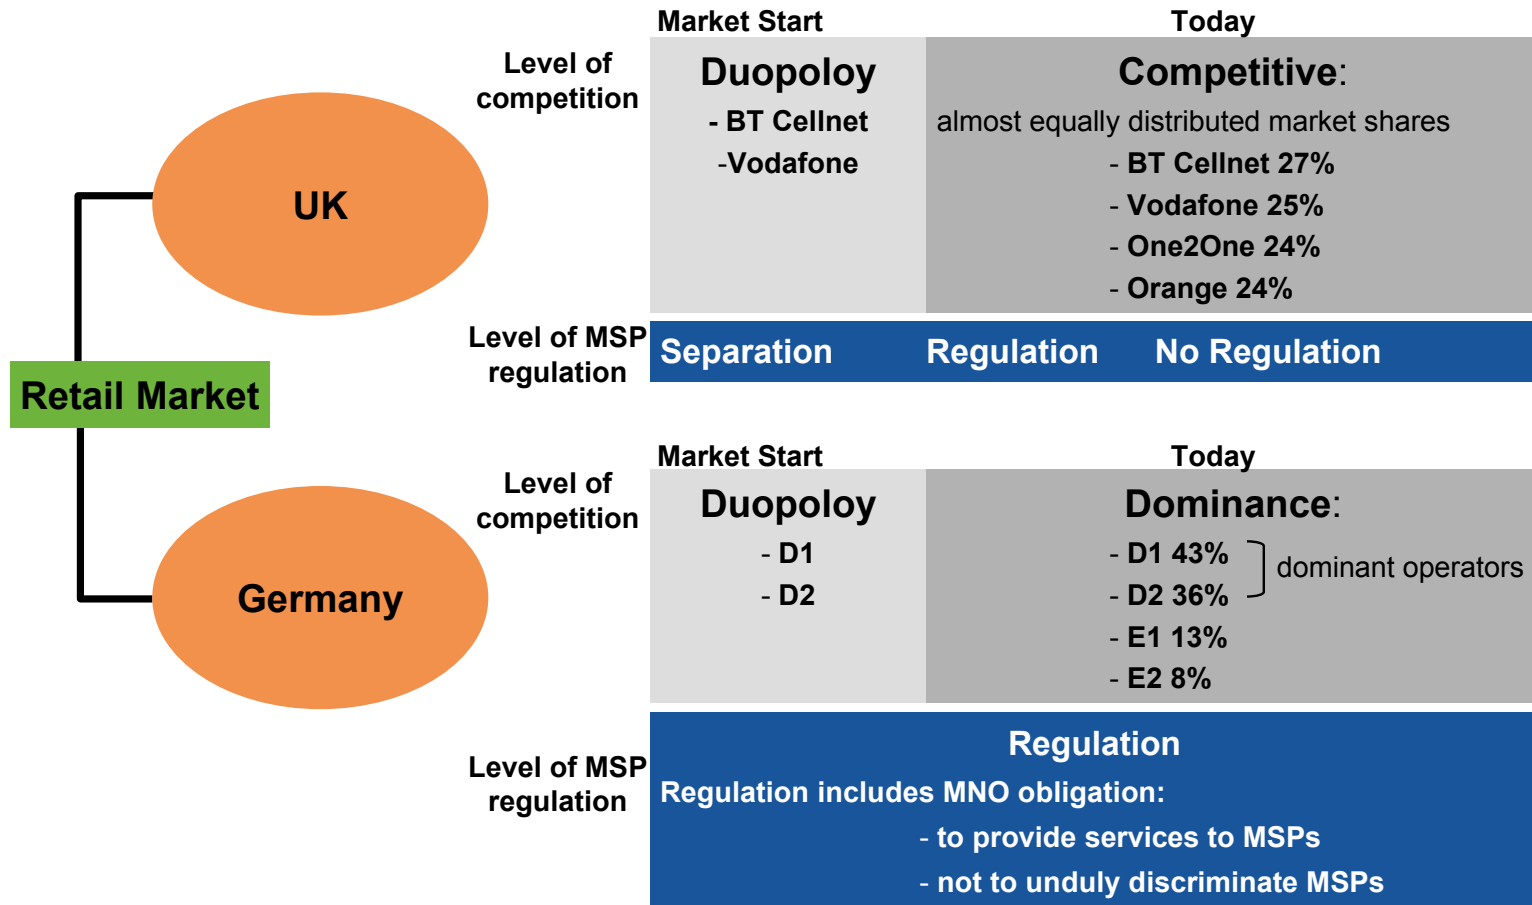 Market Start Today
Level of
competition
Duopoloy
- BT Cellnet
-Vodafone
Competitive:
almost equally distributed market shares
- BT Cellnet 27%
- Vodafone 25%
- One2One 24%
- Orange 24%
UK
Level of MSP
regulation
Separation Regulation No Regulation
Retail Market
Market Start Today
Level of
competition
Duopoloy
- D1
- D2
Dominance:
- D1 43%
- D2 36%
dominant operators
- E1 13%
- E2 8%
Germany
Level of MSP
regulation
Regulation
Regulation includes MNO obligation:
- to provide services to MSPs
- not to unduly discriminate MSPs